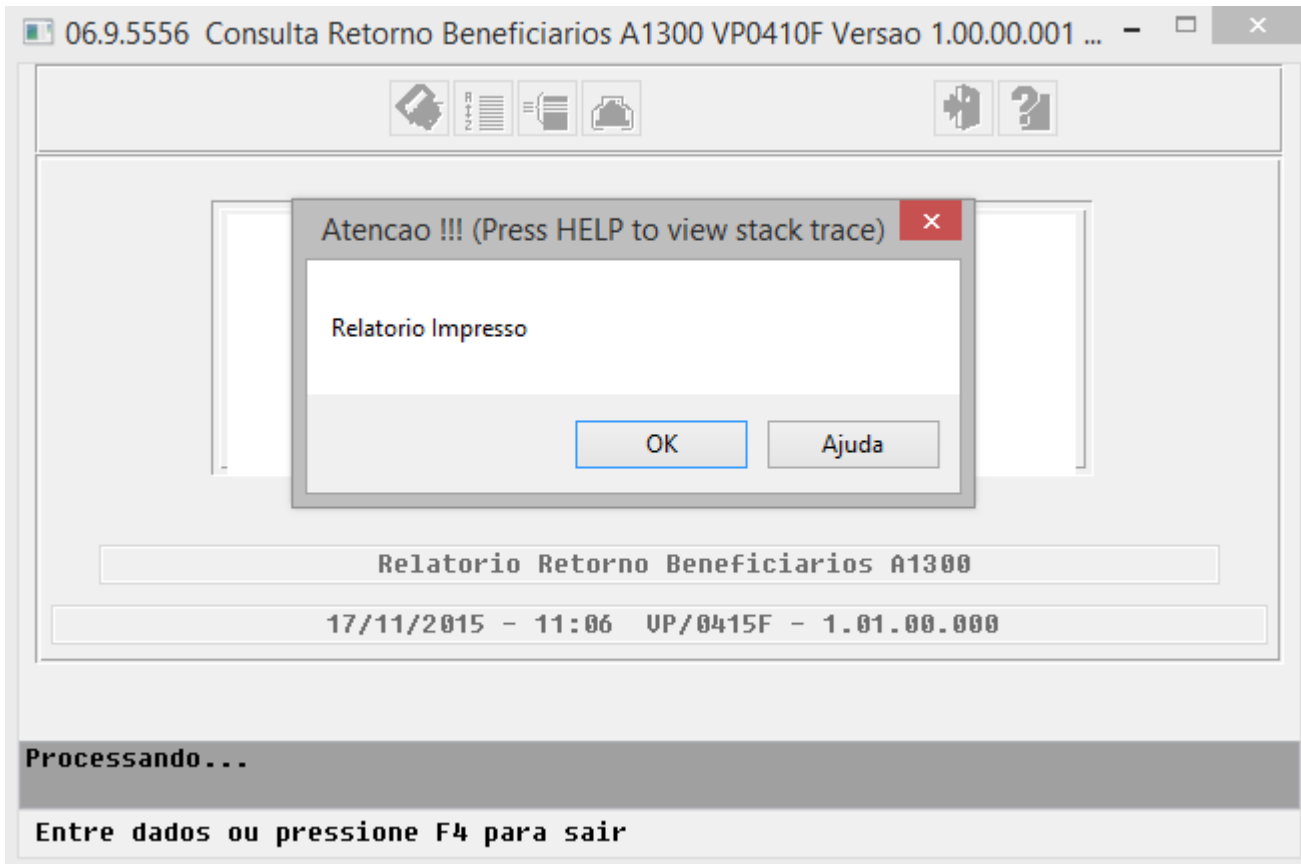 06.9.5556 Consulta Retorno Beneficiarios A1300 VP0410F Versao 1.00.00.001 ...
Atencao !!! (Press HELP to view stack trace)
Relatorio Impresso
OK Ajuda
Relatorio Retorno Beneficiarios A1300
17/11/2015 - 11:06 VP/0415F - 1.01.00.000
Processando...
Entre dados ou pressione F4 para sair